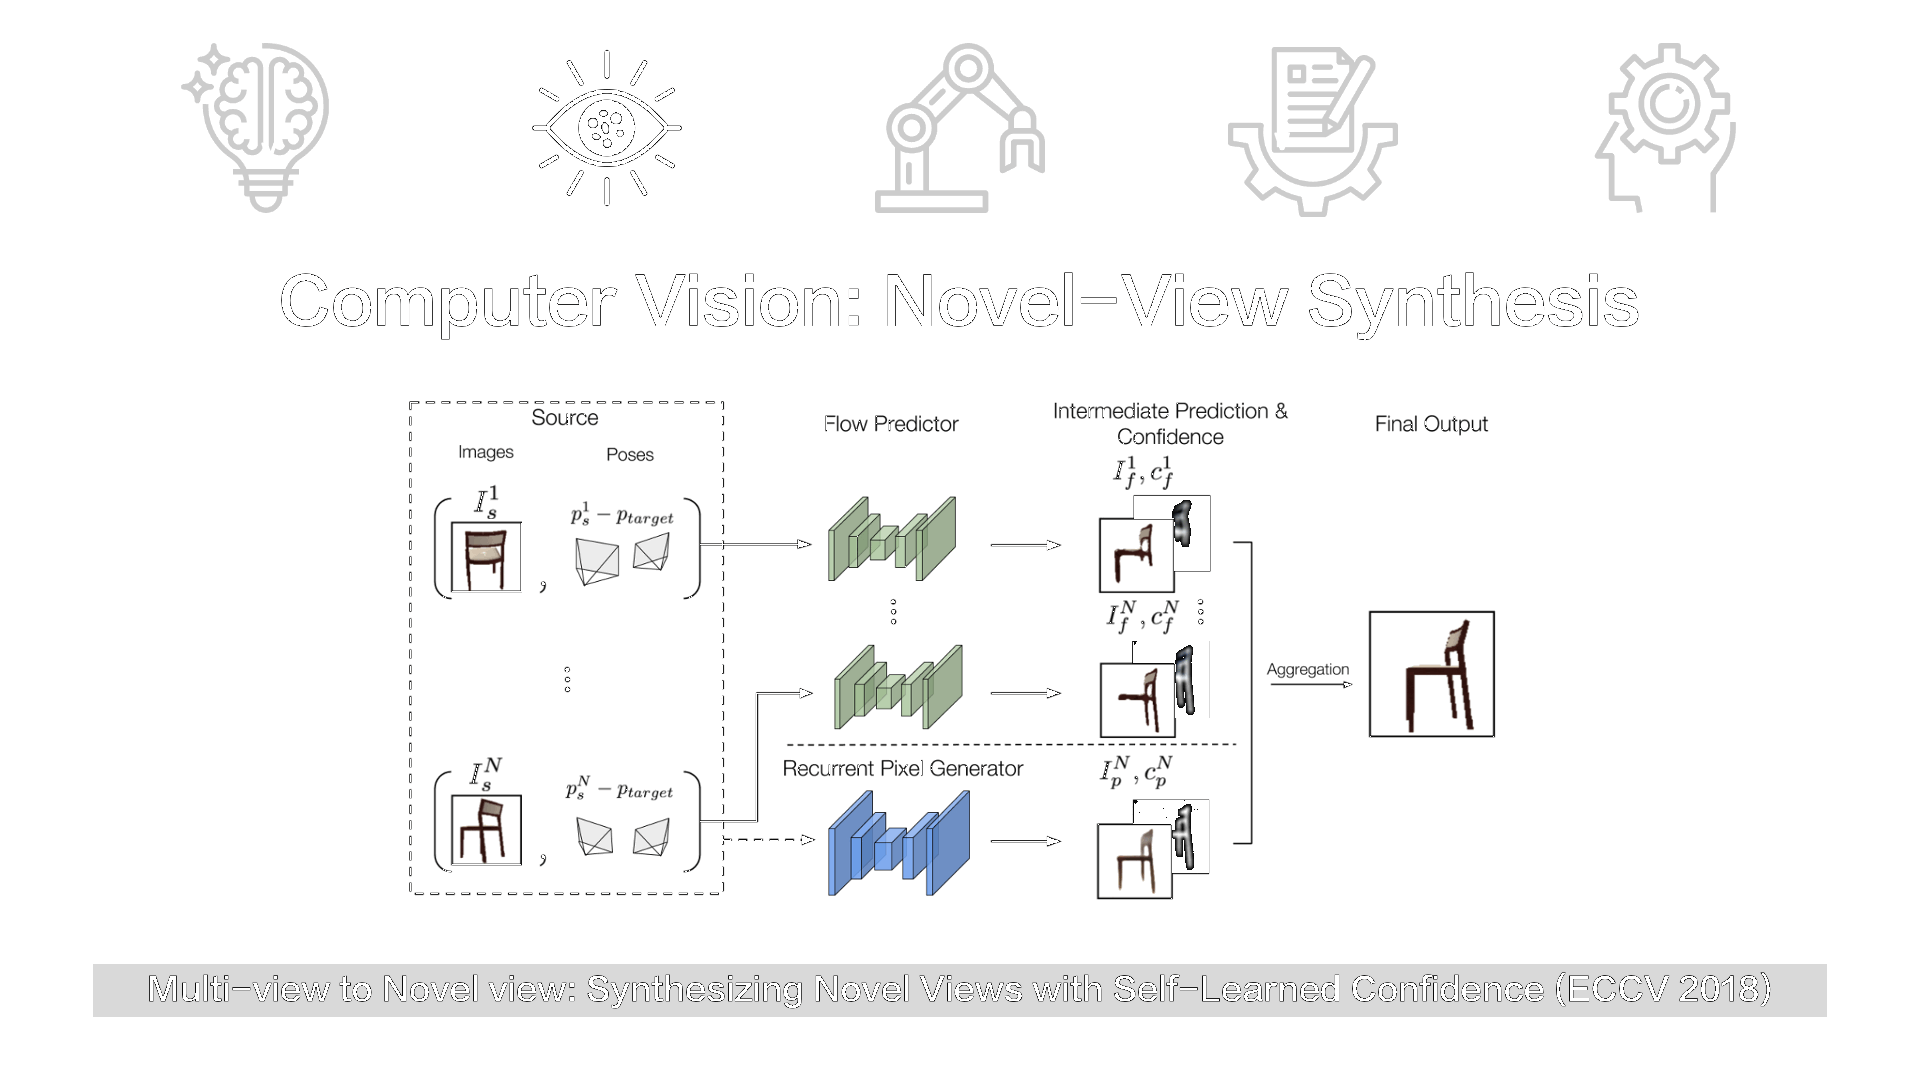 Computer Vision: Novel-View Synthesis
Source
Images
Poses
Flow Predictor
Intermediate Prediction &
Confidence
Final Output
I_s^1
p_s^1 − p_{target}
,
I_f^1, c_f^1
I_f^N, c_f^N
Aggregation
I_s^N
p_s^N − p_{target}
,
Recurrent Pixel Generator
I_p^N, c_p^N
Multi-view to Novel view: Synthesizing Novel Views with Self-Learned Confidence (ECCV 2018)